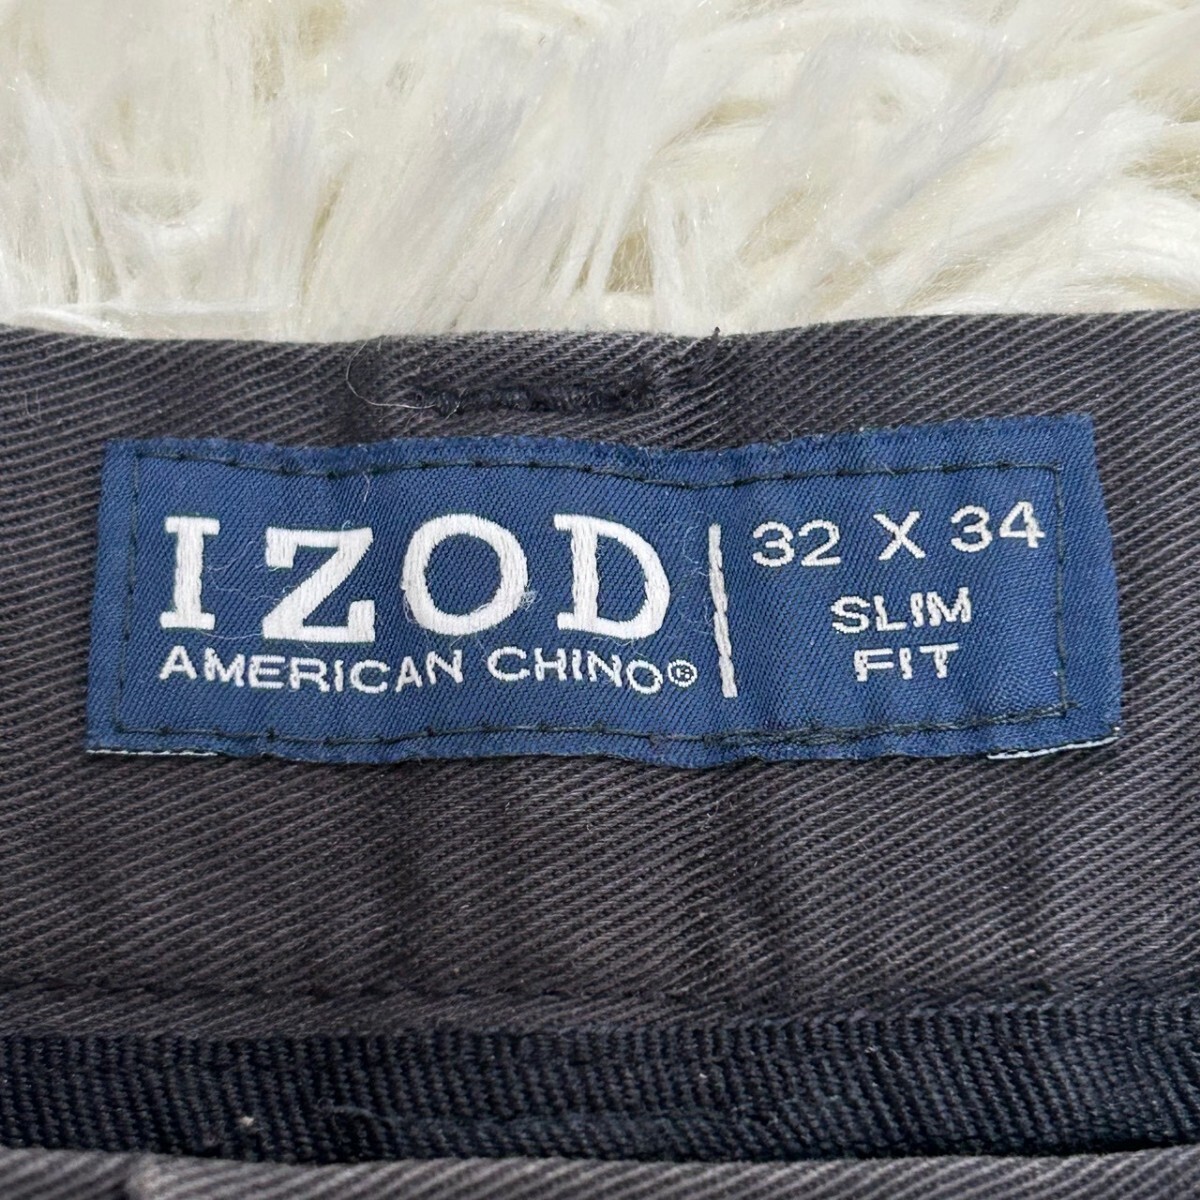 IZOD
AMERICAN CHINO®
32 X 34
SLIM
FIT